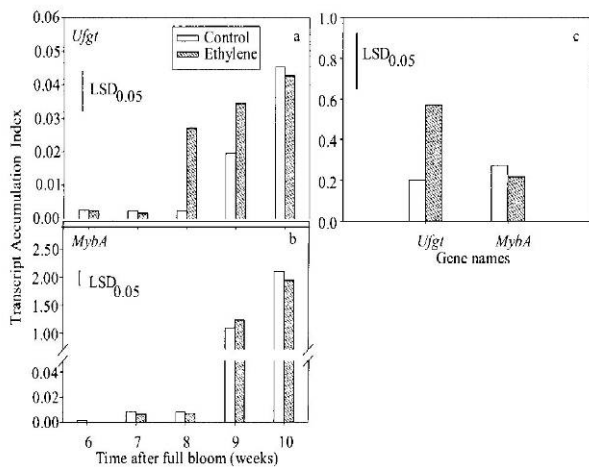 Transcript Accumulation Index
Ufgt
a
Control
Ethylene
LSD0.05
0.06
0.05
0.04
0.03
0.02
0.01
0.00
MybA
b
LSD0.05
2.50
2.00
1.50
1.00
0.04
0.02
0.00
6 7 8 9 10
Time after full bloom (weeks)
c
LSD0.05
1.0
0.8
0.6
0.4
0.2
0.0
Ufgt MybA
Gene names